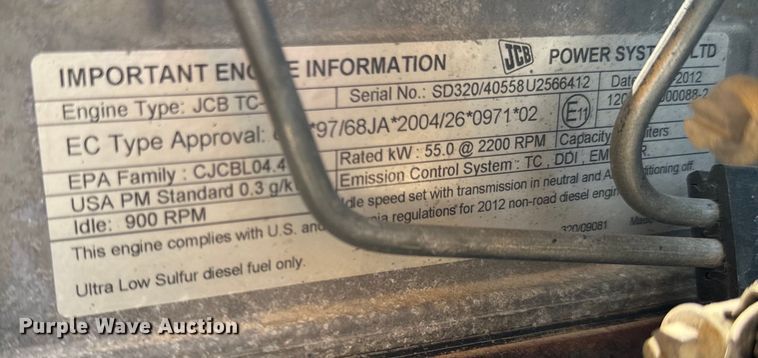 IMPORTANT INFORMATION JCB POWER LTD
Engine Type: JCB TC- Serial No.: SD320/40558U2566412 2012
EC Type Approval: *97/68JA*2004/26*0971*02 E11
EPA Family : CJCBL04.4 Rated kW : 55.0 @ 2200 RPM Capacity
USA PM Standard 0.3 Emission Control System : TC , DDI ,
Idle: 900 RPM Idle speed set with transmission in neutral and off.
This engine complies with U.S. and regulations for 2012 non-road diesel
Ultra Low Sulfur diesel fuel only. 320/09081
Purple Wave Auction